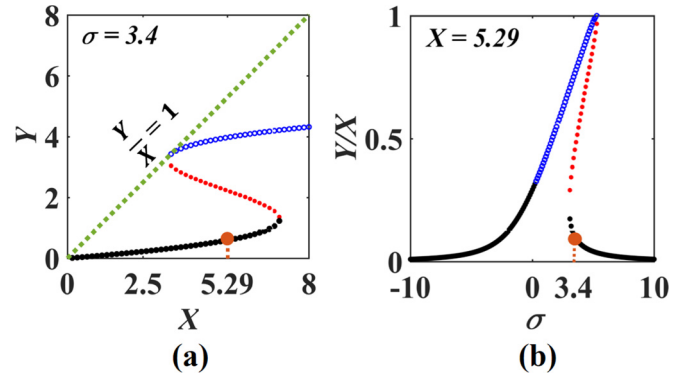 8
6
4
2
0
Y
σ = 3.4
Y/X = 1
0
2.5
5.29
8
X
(a)
1
0.5
0
Y/X
X = 5.29
-10
0
3.4
10
σ
(b)